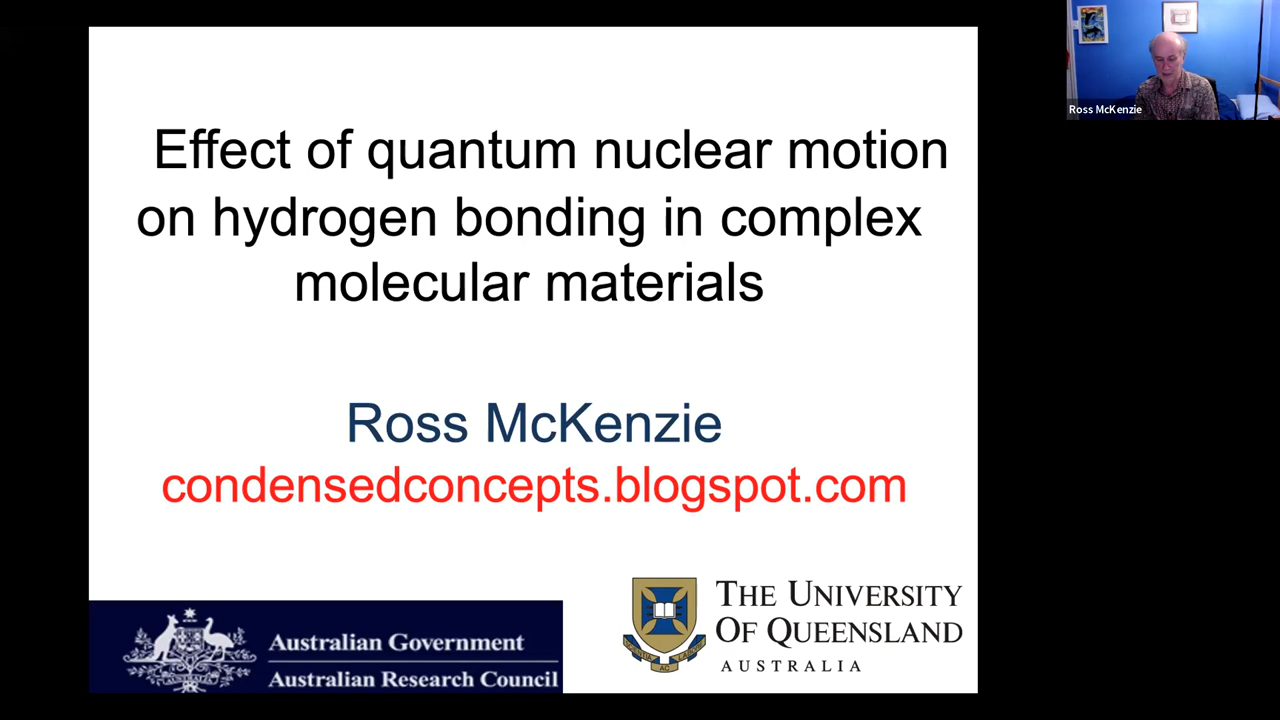 Effect of quantum nuclear motion
on hydrogen bonding in complex
molecular materials
Ross McKenzie
condensedconcepts.blogspot.com
Australian Government
Australian Research Council
THE UNIVERSITY
OF QUEENSLAND
AUSTRALIA
AC
Ross McKenzie